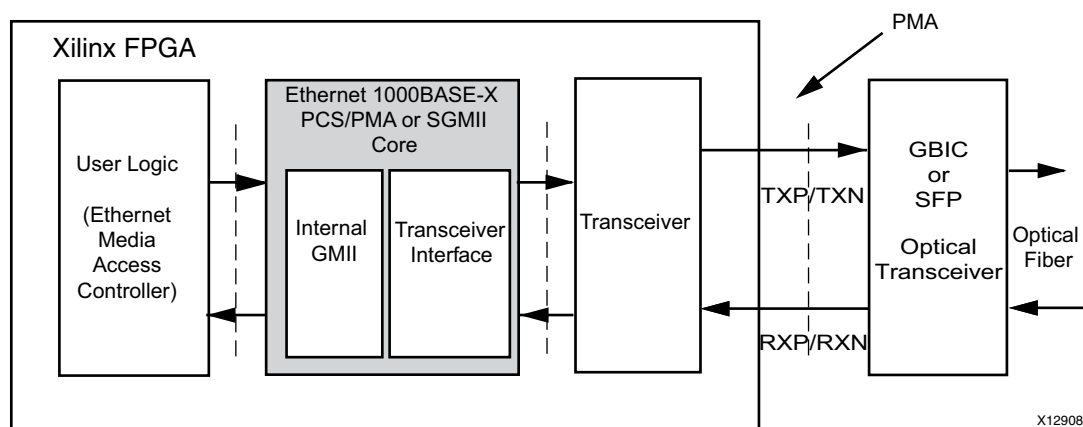 PMA
Xilinx FPGA
User Logic
(Ethernet
Media
Access
Controller)
Ethernet 1000BASE-X
PCS/PMA or SGMII
Core
Internal
GMII
Transceiver
Interface
Transceiver
TXP/TXN
RXP/RXN
GBIC
or
SFP
Optical
Transceiver
Optical
Fiber
X12908